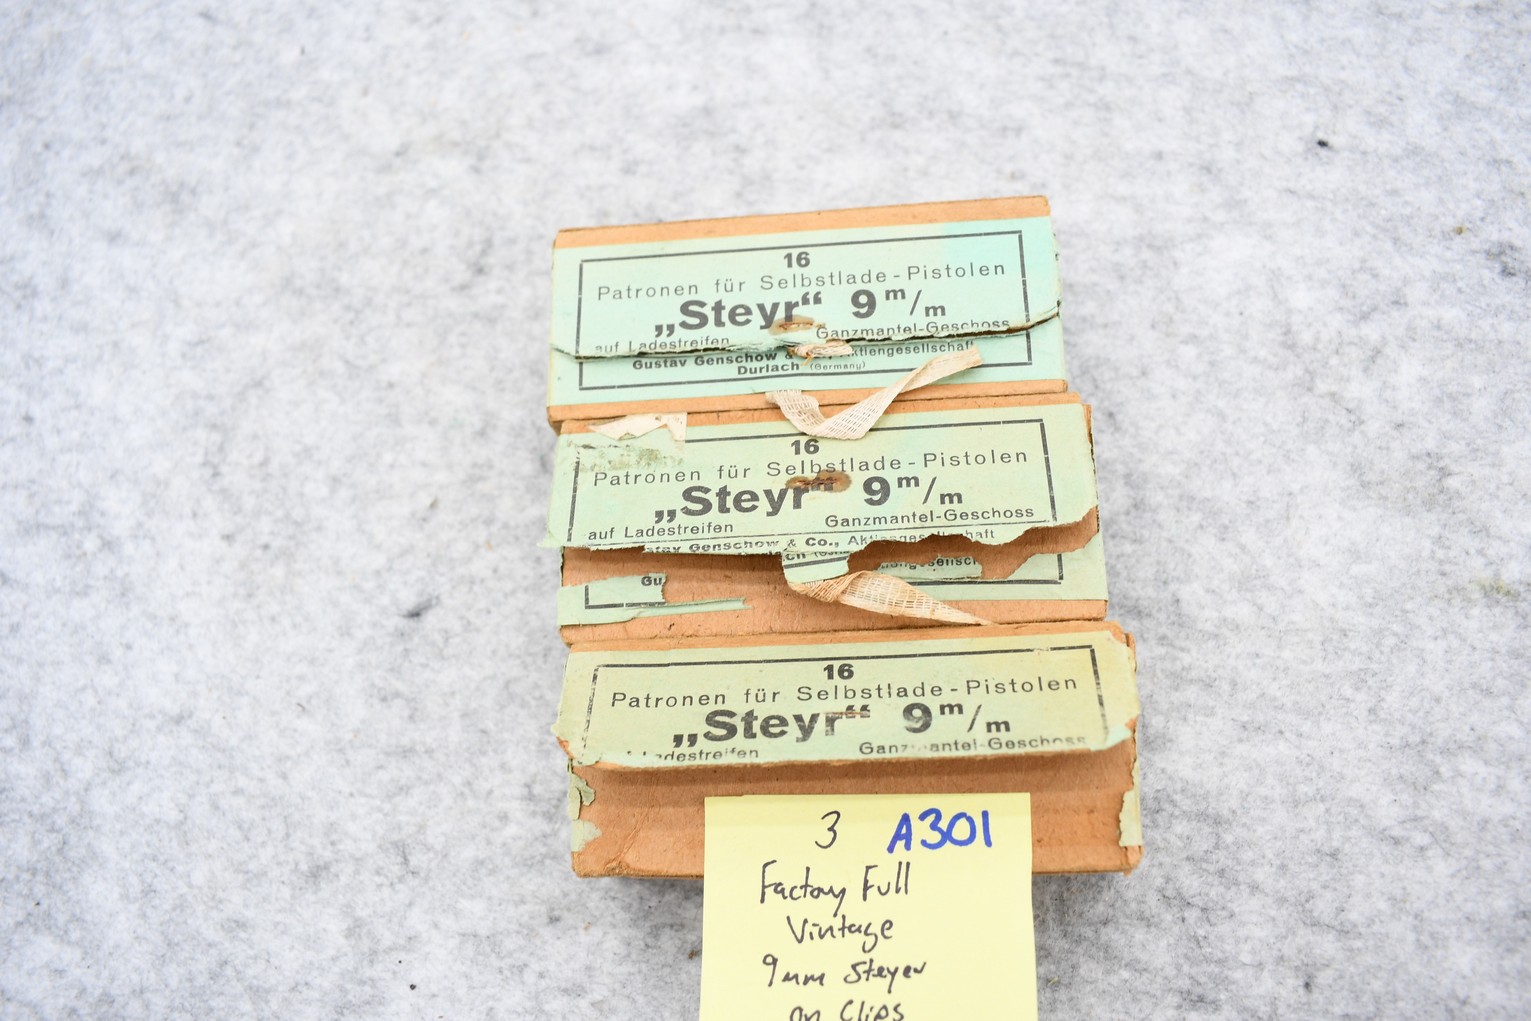 16
Patronen für Selbstlade-Pistolen
„Steyr“ 9 m/m
auf Ladestreifen Ganzmantel-Geschoss
Gustav Genschow & Aktiengesellschaft
Durlach (Germany)
16
Patronen für Selbstlade-Pistolen
„Steyr“ 9 m/m
auf Ladestreifen Ganzmantel-Geschoss
Genschow & Co., Aktiengesellschaft
Gu
16
Patronen für Selbstlade-Pistolen
„Steyr“ 9 m/m
Ladestreifen Ganzmantel-Geschoss
3 A301
Factory Full
Vintage
9mm Steyer
on Clips